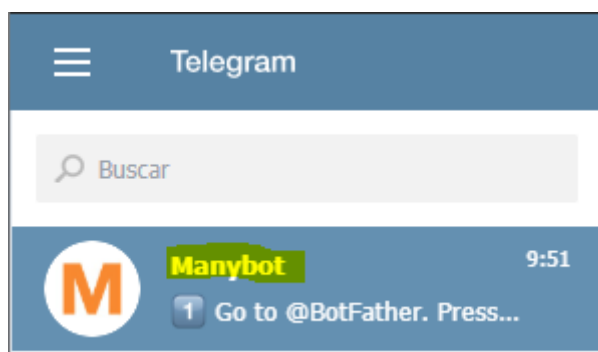 Telegram
Buscar
M
Manybot 9:51
1 Go to @BotFather. Press...